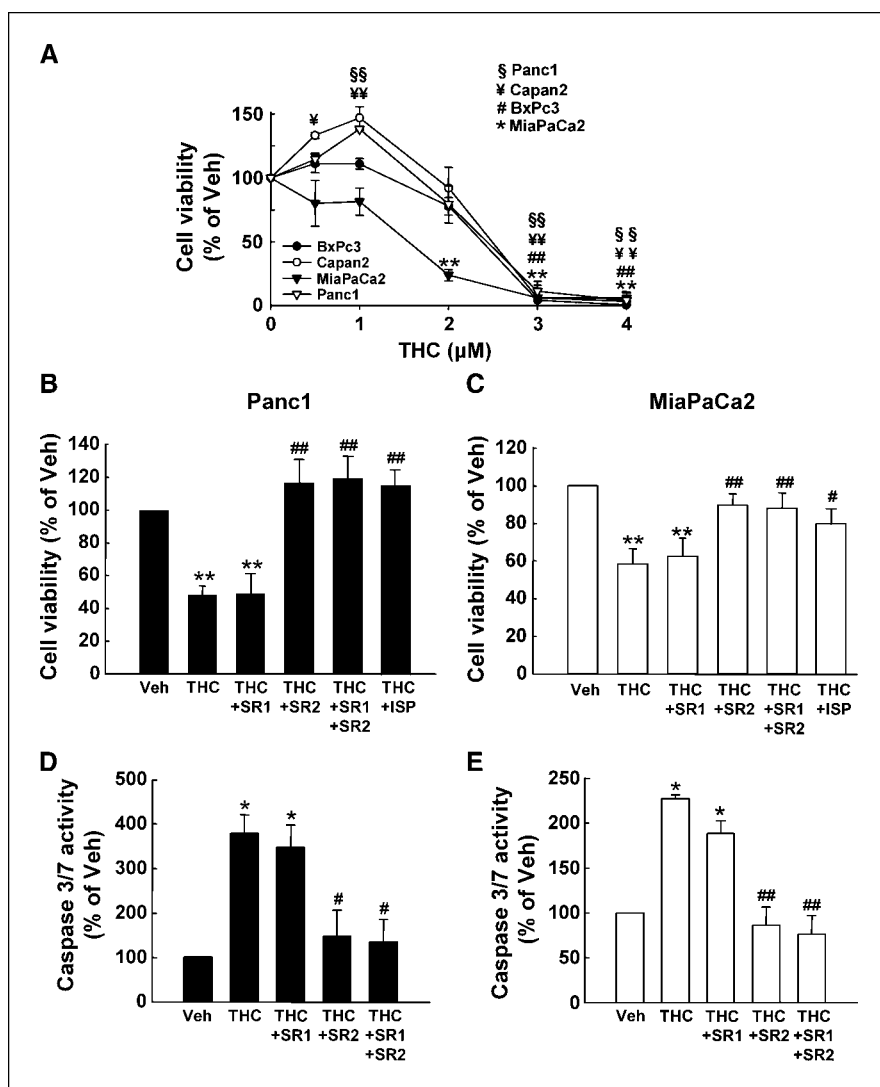 A
§ Panc1
¥ Capan2
# BxPc3
* MiaPaCa2
§§
¥¥
¥
§§
¥¥
##
**
§ §
¥ ¥
##
**
**
Cell viability
(% of Veh)
150
100
50
0
BxPc3
Capan2
MiaPaCa2
Panc1
0 1 2 3 4
THC (µM)
B
Panc1
Cell viability (% of Veh)
140
120
100
80
60
40
20
0
** ** ## ## ##
Veh THC THC THC THC THC
+SR1 +SR2 +SR1 +ISP
+SR2
C
MiaPaCa2
Cell viability (% of Veh)
120
100
80
60
40
20
0
** ** ## ## #
Veh THC THC THC THC THC
+SR1 +SR2 +SR1 +ISP
+SR2
D
Caspase 3/7 activity
(% of Veh)
500
400
300
200
100
0
* * # #
Veh THC THC THC THC
+SR1 +SR2 +SR1
+SR2
E
Caspase 3/7 activity
(% of Veh)
250
200
150
100
50
0
* * ## ##
Veh THC THC THC THC
+SR1 +SR2 +SR1
+SR2